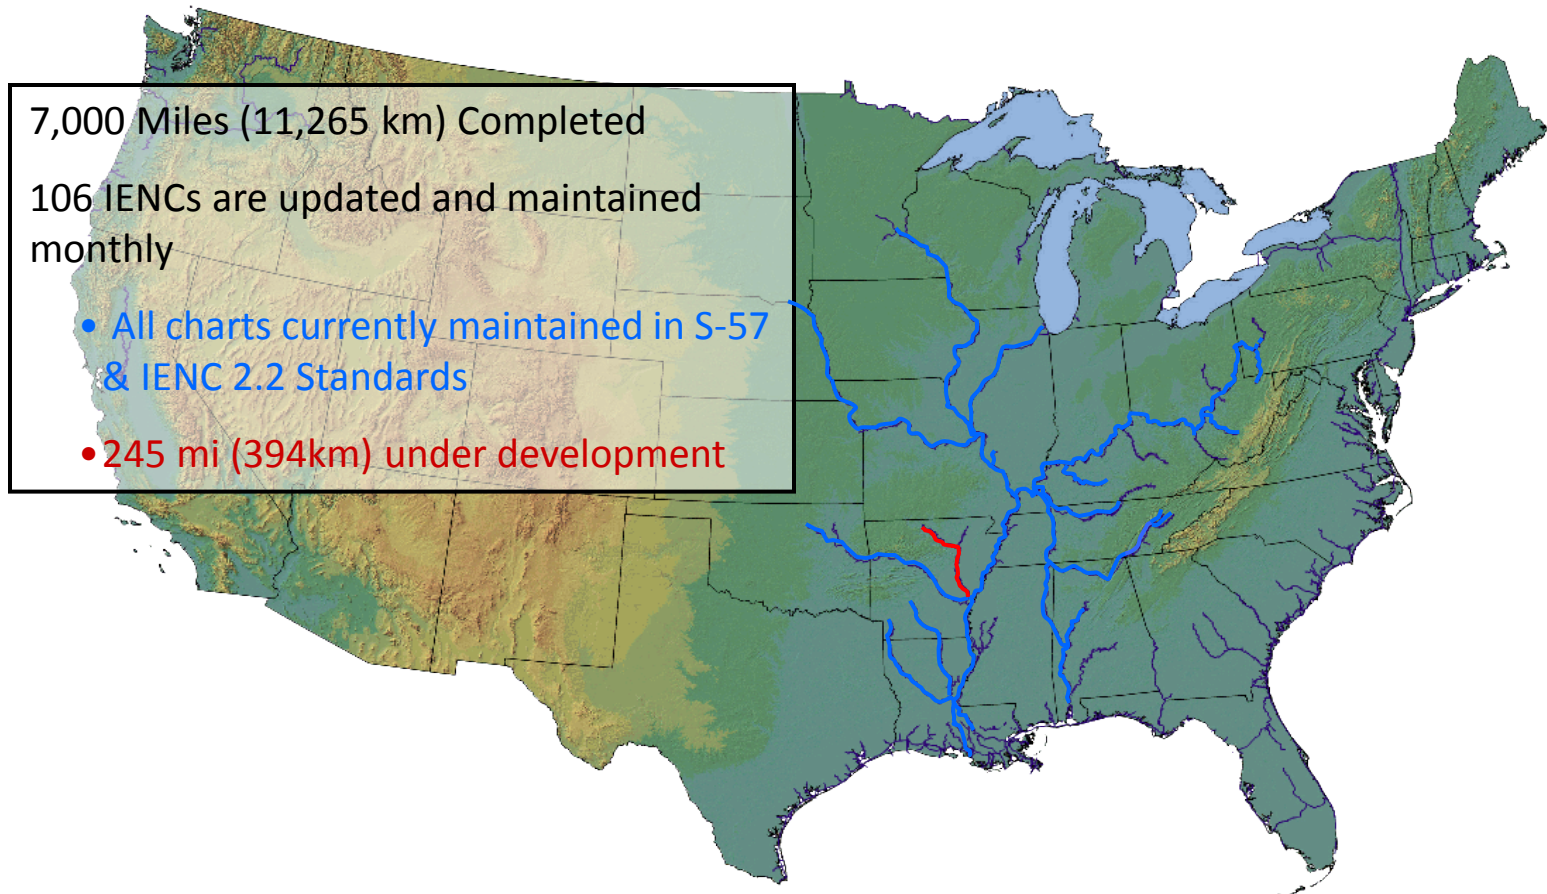 7,000 Miles (11,265 km) Completed
106 IENCs are updated and maintained
monthly
• All charts currently maintained in S-57
& IENC 2.2 Standards
•245 mi (394km) under development